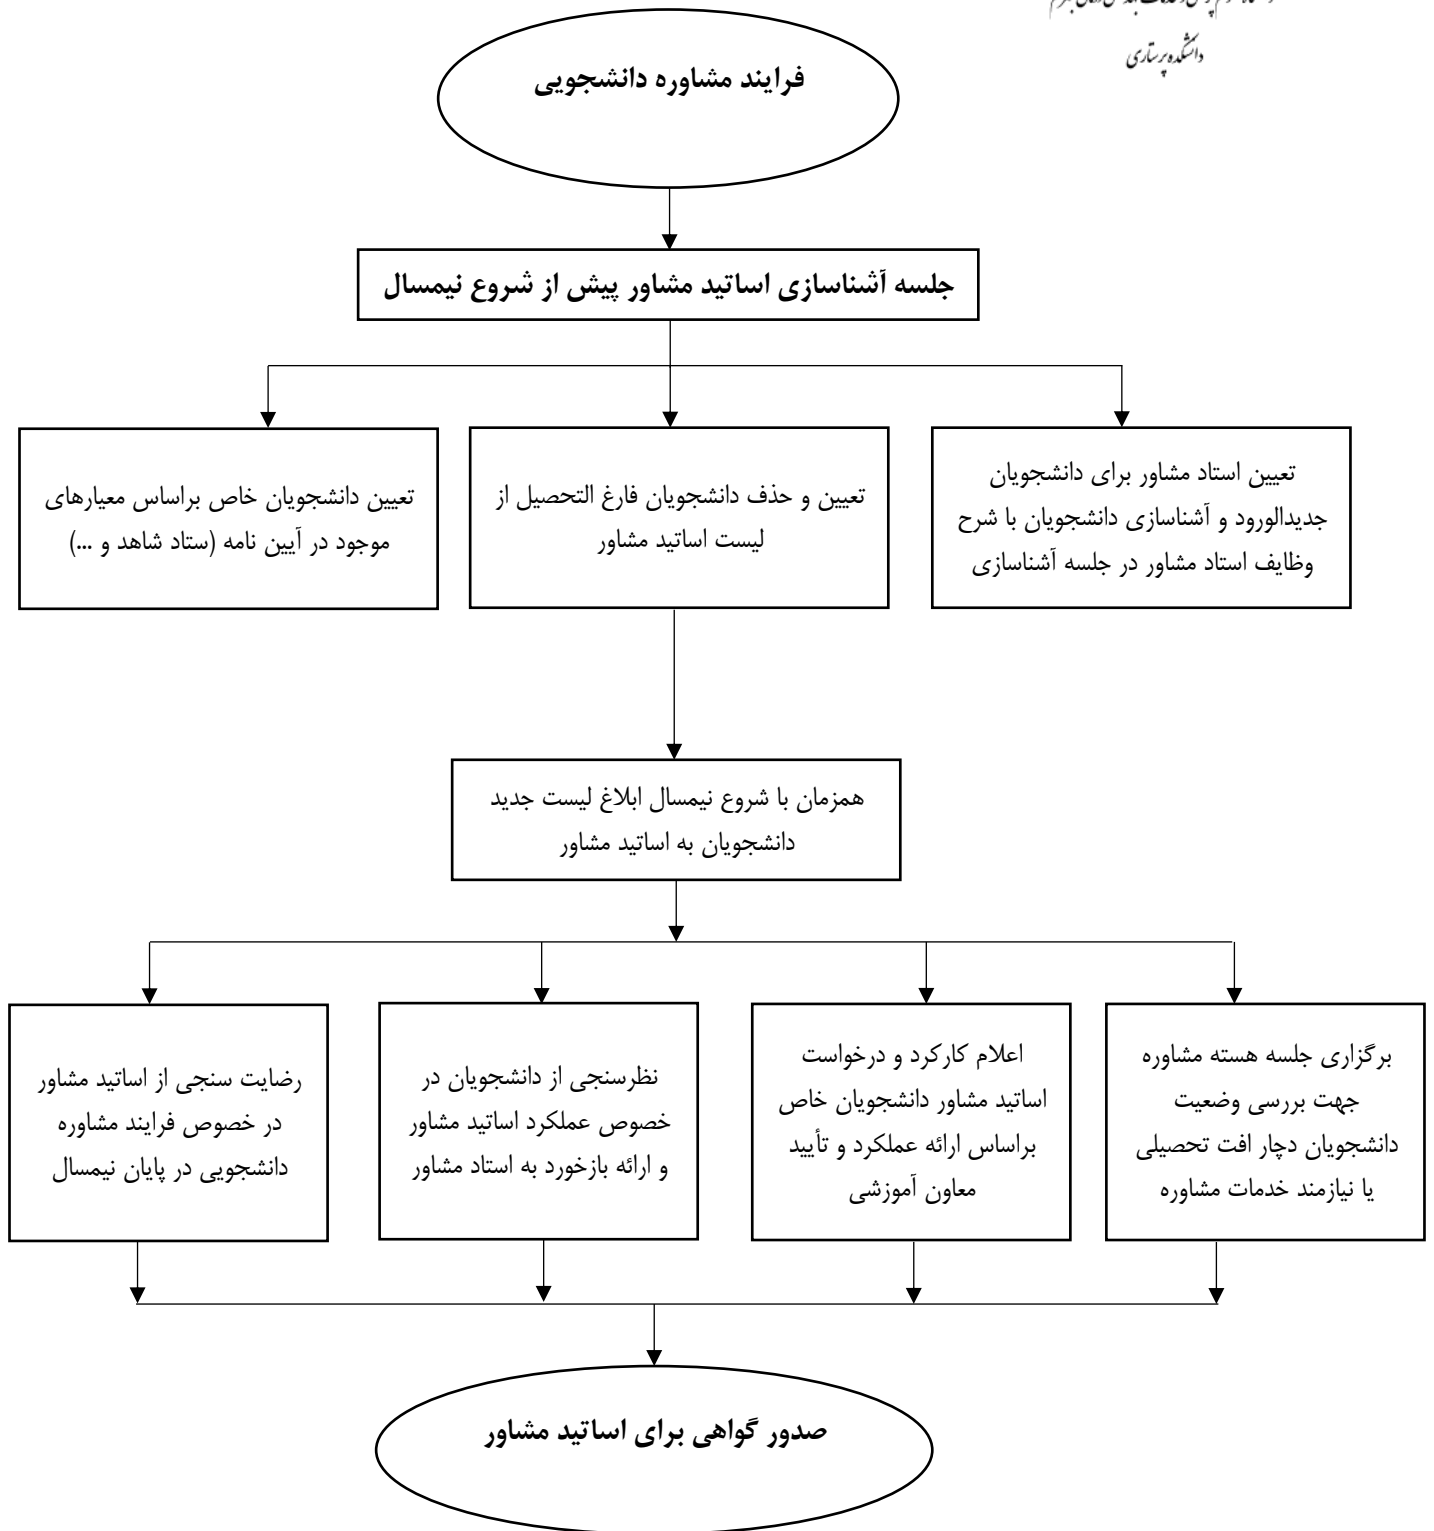 دانشکده پرستاری
فرایند مشاوره دانشجویی
جلسه آشناسازی اساتید مشاور پیش از شروع نیمسال
تعیین استاد مشاور برای دانشجویان
جدیدالورود و آشناسازی دانشجویان با شرح
وظایف استاد مشاور در جلسه آشناسازی
تعیین و حذف دانشجویان فارغ التحصیل از
لیست اساتید مشاور
تعیین دانشجویان خاص براساس معیارهای
موجود در آیین نامه (ستاد شاهد و ...)
همزمان با شروع نیمسال ابلاغ لیست جدید
دانشجویان به اساتید مشاور
برگزاری جلسه هسته مشاوره
جهت بررسی وضعیت
دانشجویان دچار افت تحصیلی
یا نیازمند خدمات مشاوره
اعلام کارکرد و درخواست
اساتید مشاور دانشجویان خاص
براساس ارائه عملکرد و تأیید
معاون آموزشی
نظرسنجی از دانشجویان در
خصوص عملکرد اساتید مشاور
و ارائه بازخورد به استاد مشاور
رضایت سنجی از اساتید مشاور
در خصوص فرایند مشاوره
دانشجویی در پایان نیمسال
صدور گواهی برای اساتید مشاور